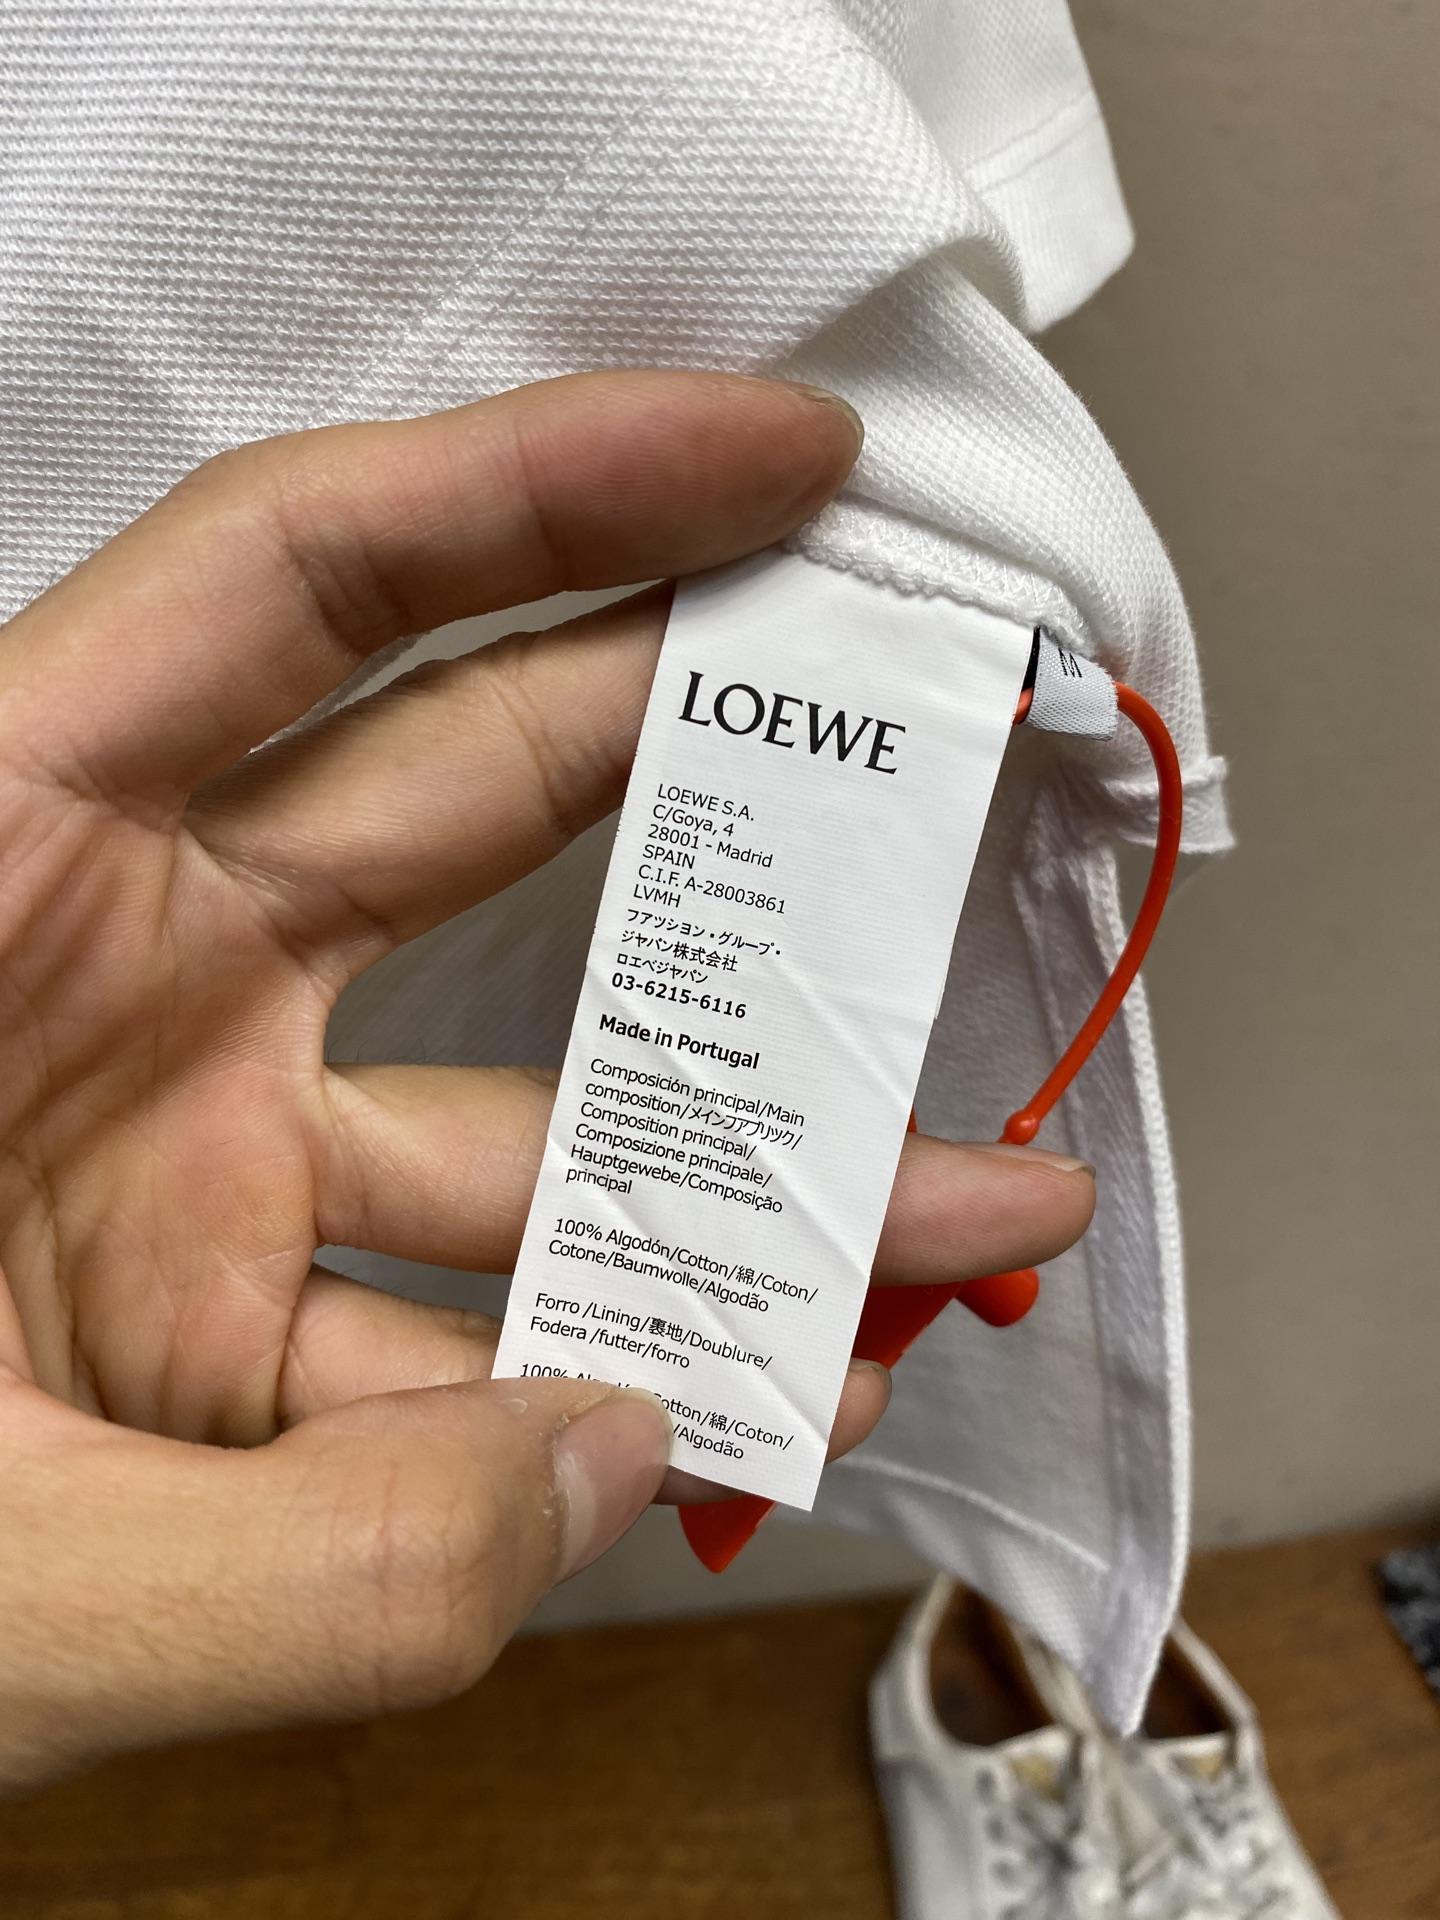 LOEWE
M
LOEWE S.A.
C/Goya, 4
28001 - Madrid
SPAIN
C.I.F. A-28003861
LVMH
ファッション・グループ・
ジャパン株式会社
ロエベジャパン
03-6215-6116
Made in Portugal
Composición principal/Main
composition/メインファブリック/
Composition principal/
Composizione principale/
Hauptgewebe/Composição
principal
100% Algodón/Cotton/綿/Coton/
Cotone/Baumwolle/Algodão
Forro /Lining/裏地/Doublure/
Fodera /futter/forro
100% Cotton/綿/Coton/
/Algodão